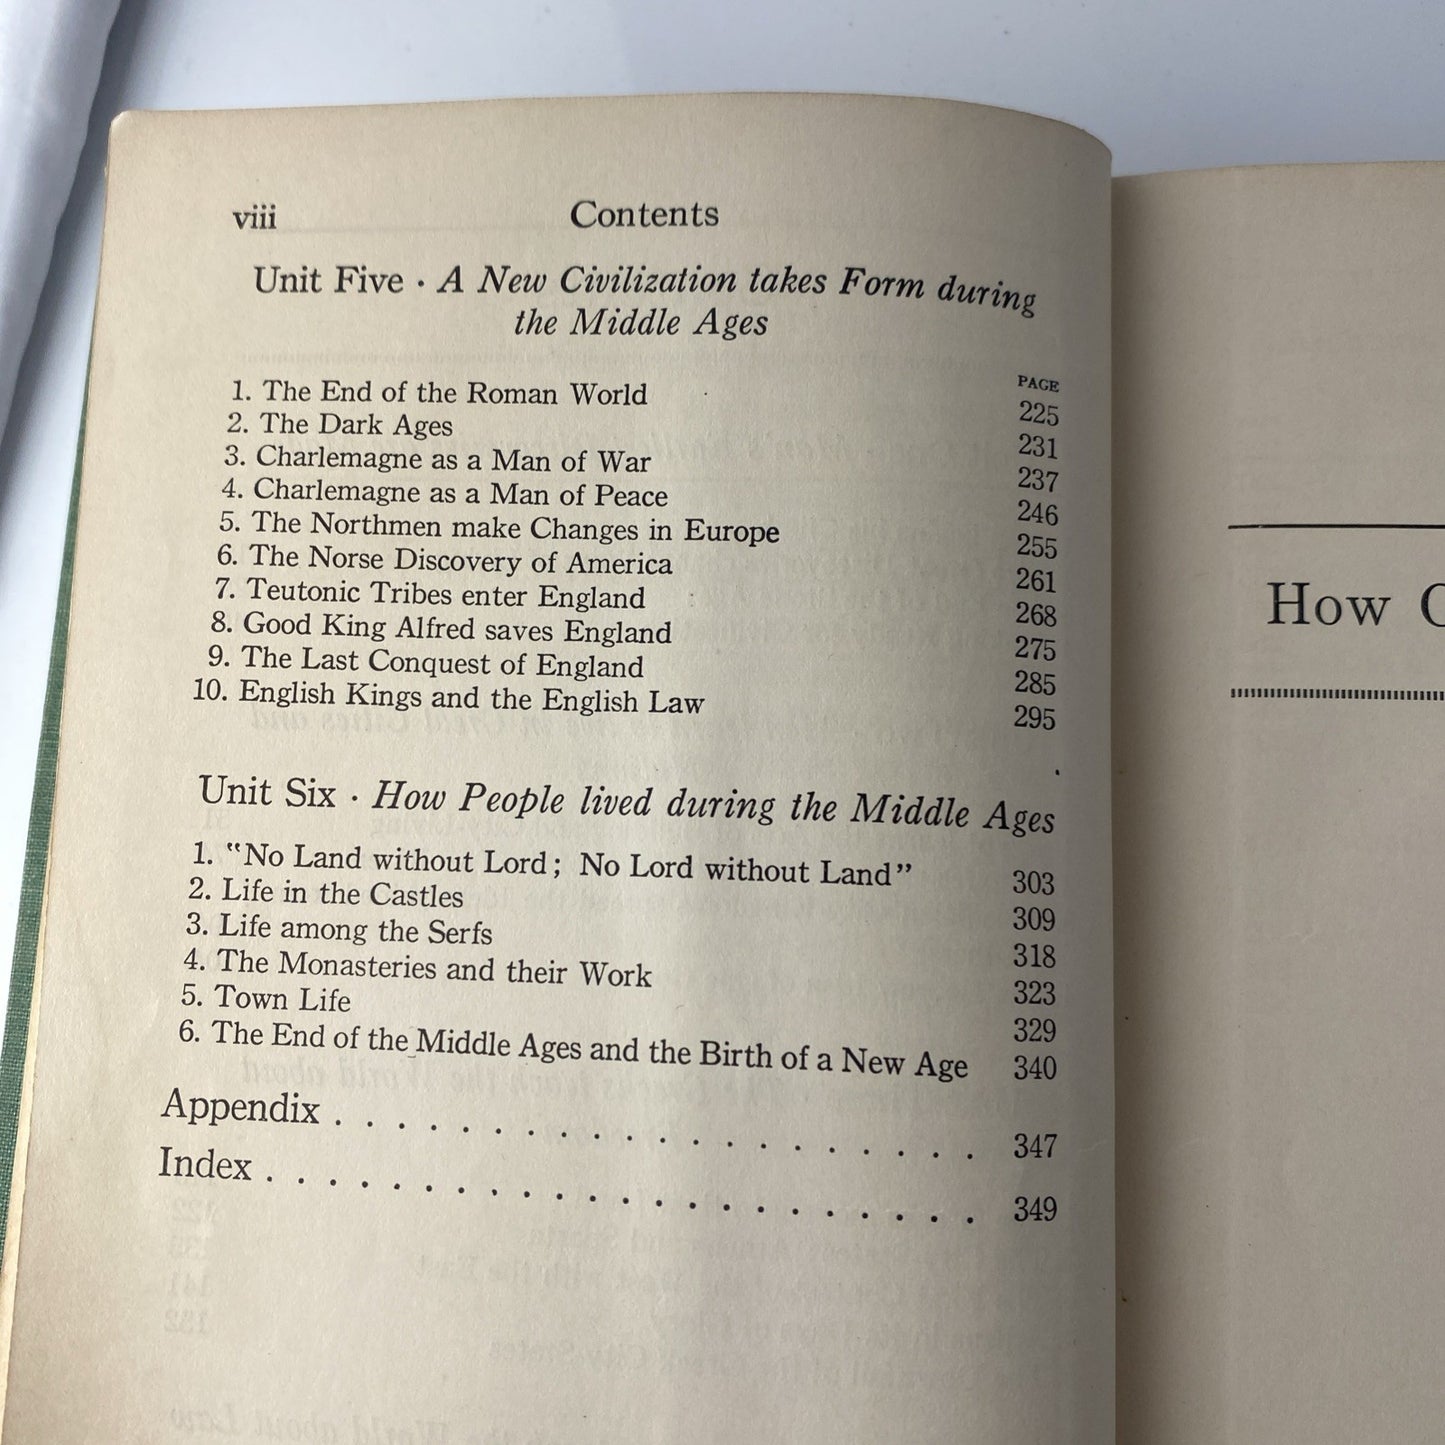 viii Contents
Unit Five · A New Civilization takes Form during
the Middle Ages
PAGE
1. The End of the Roman World 225
2. The Dark Ages 231
3. Charlemagne as a Man of War 237
4. Charlemagne as a Man of Peace 246
5. The Northmen make Changes in Europe 255
6. The Norse Discovery of America 261
7. Teutonic Tribes enter England 268
8. Good King Alfred saves England 275
9. The Last Conquest of England 285
10. English Kings and the English Law 295
Unit Six · How People lived during the Middle Ages
1. "No Land without Lord; No Lord without Land" 303
2. Life in the Castles 309
3. Life among the Serfs 318
4. The Monasteries and their Work 323
5. Town Life 329
6. The End of the Middle Ages and the Birth of a New Age 340
Appendix . . . . . . . . . . . . . . . . . . . . 347
Index . . . . . . . . . . . . . . . . . . . . . . 349
How